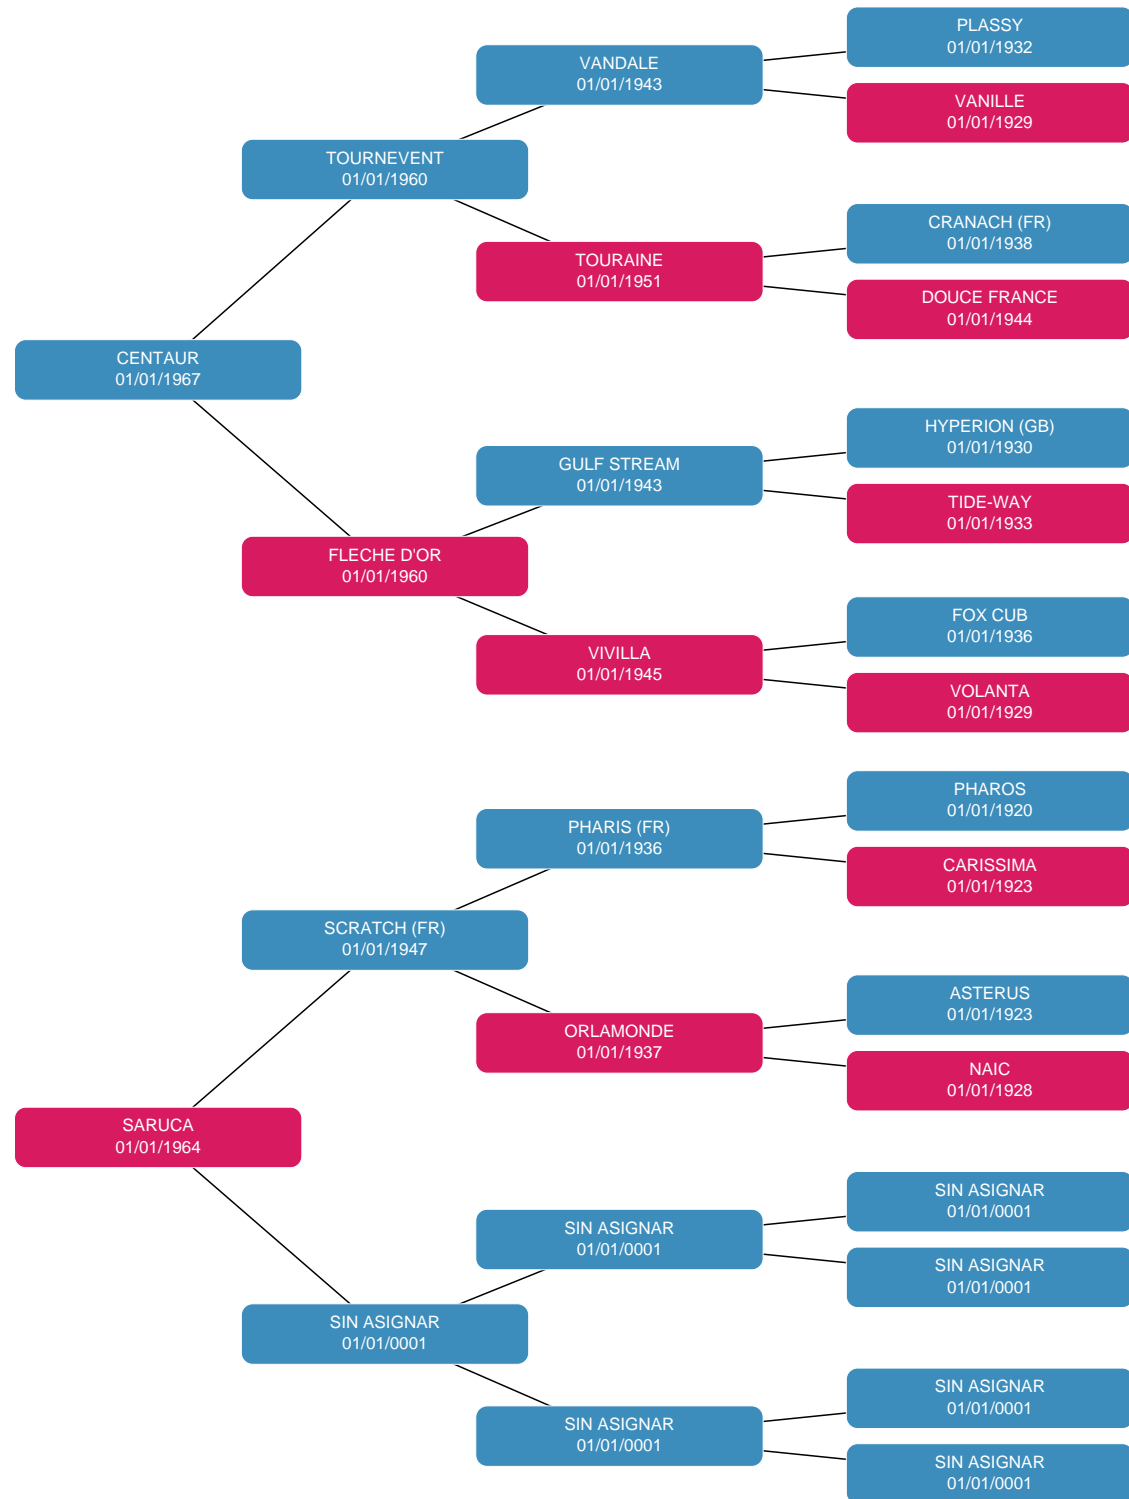 PLASSY
01/01/1932
VANDALE
01/01/1943
VANILLE
01/01/1929
TOURNEVENT
01/01/1960
CRANACH (FR)
01/01/1938
TOURAINE
01/01/1951
DOUCE FRANCE
01/01/1944
CENTAUR
01/01/1967
HYPERION (GB)
01/01/1930
GULF STREAM
01/01/1943
TIDE-WAY
01/01/1933
FLECHE D'OR
01/01/1960
FOX CUB
01/01/1936
VIVILLA
01/01/1945
VOLANTA
01/01/1929
PHAROS
01/01/1920
PHARIS (FR)
01/01/1936
CARISSIMA
01/01/1923
SCRATCH (FR)
01/01/1947
ASTERUS
01/01/1923
ORLAMONDE
01/01/1937
NAIC
01/01/1928
SARUCA
01/01/1964
SIN ASIGNAR
01/01/0001
SIN ASIGNAR
01/01/0001
SIN ASIGNAR
01/01/0001
SIN ASIGNAR
01/01/0001
SIN ASIGNAR
01/01/0001
SIN ASIGNAR
01/01/0001
SIN ASIGNAR
01/01/0001